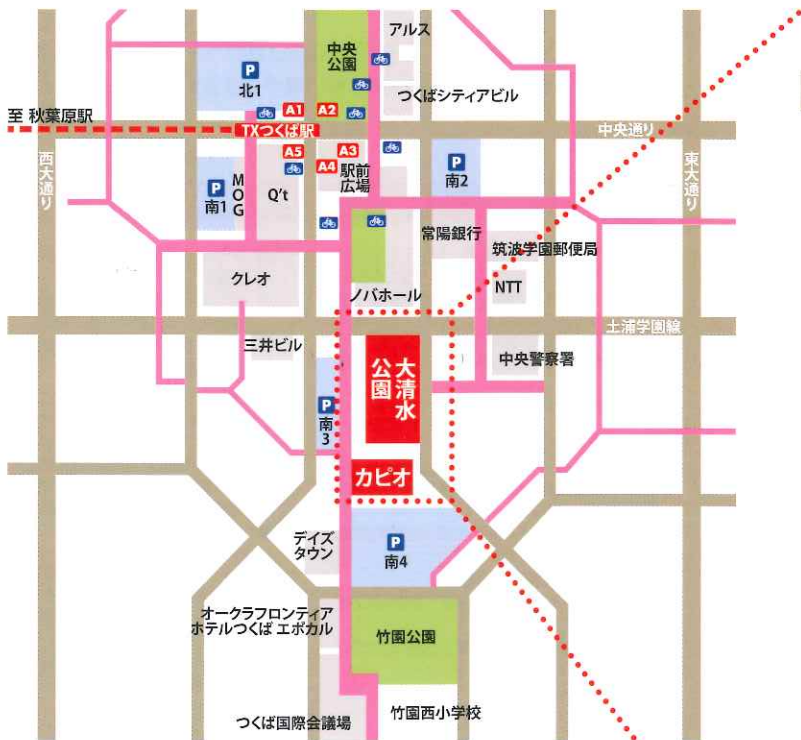 アルス
中央
公園
P
北1
つくばシティアビル
A1
A2
至 秋葉原駅
TXつくば駅
中央通り
西大通り
東大通り
A5
A3
A4
駅前
広場
P
南2
P
南1
MOG
Q't
常陽銀行
筑波学園郵便局
クレオ
ノバホール
NTT
土浦学園線
三井ビル
中央警察署
大清水
公園
P
南
3
カピオ
デイズ
タウン
P
南4
オークラフロンティア
ホテルつくば エポカル
竹園公園
竹園西小学校
つくば国際会議場